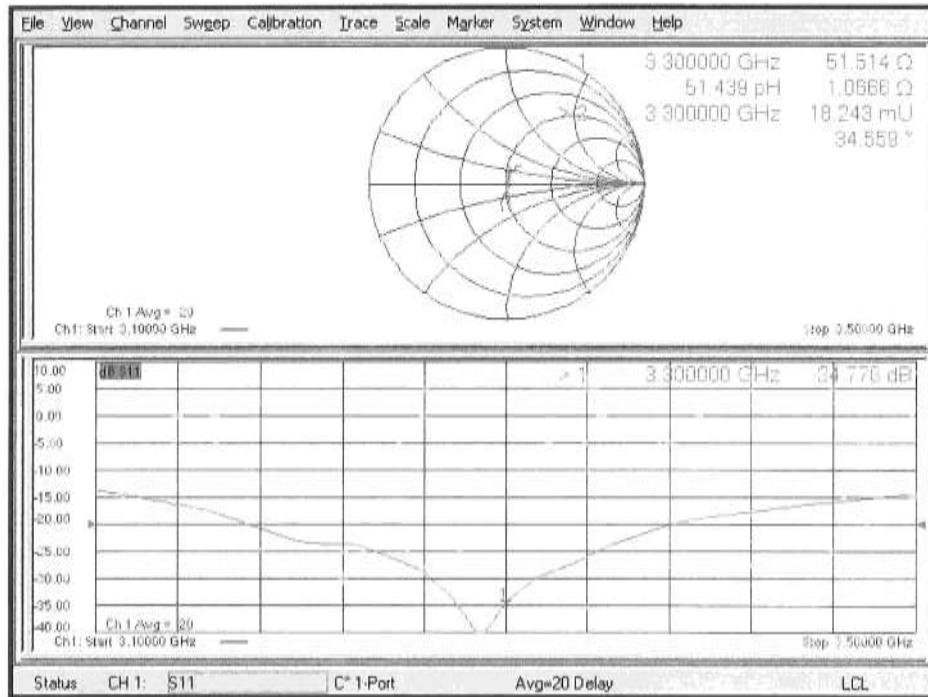 File View Channel Sweep Calibration Trace Scale Marker System Window Help
1 3.300000 GHz 51.514 Ω
51.439 pH 1.0666 Ω
3.300000 GHz 18.243 mU
34.559 °
Ch 1 Avg = 20
Ch1: Start 3.10000 GHz
Stop 3.50000 GHz
10.00 dB S11 > 1 3.300000 GHz -34.776 dB
5.00
0.00
-5.00
-10.00
-15.00
-20.00
-25.00
-30.00
-35.00 1
-40.00 Ch 1 Avg = 20
Ch1: Start 3.10000 GHz
Stop 3.50000 GHz
Status CH 1: S11 C* 1-Port Avg=20 Delay LCL